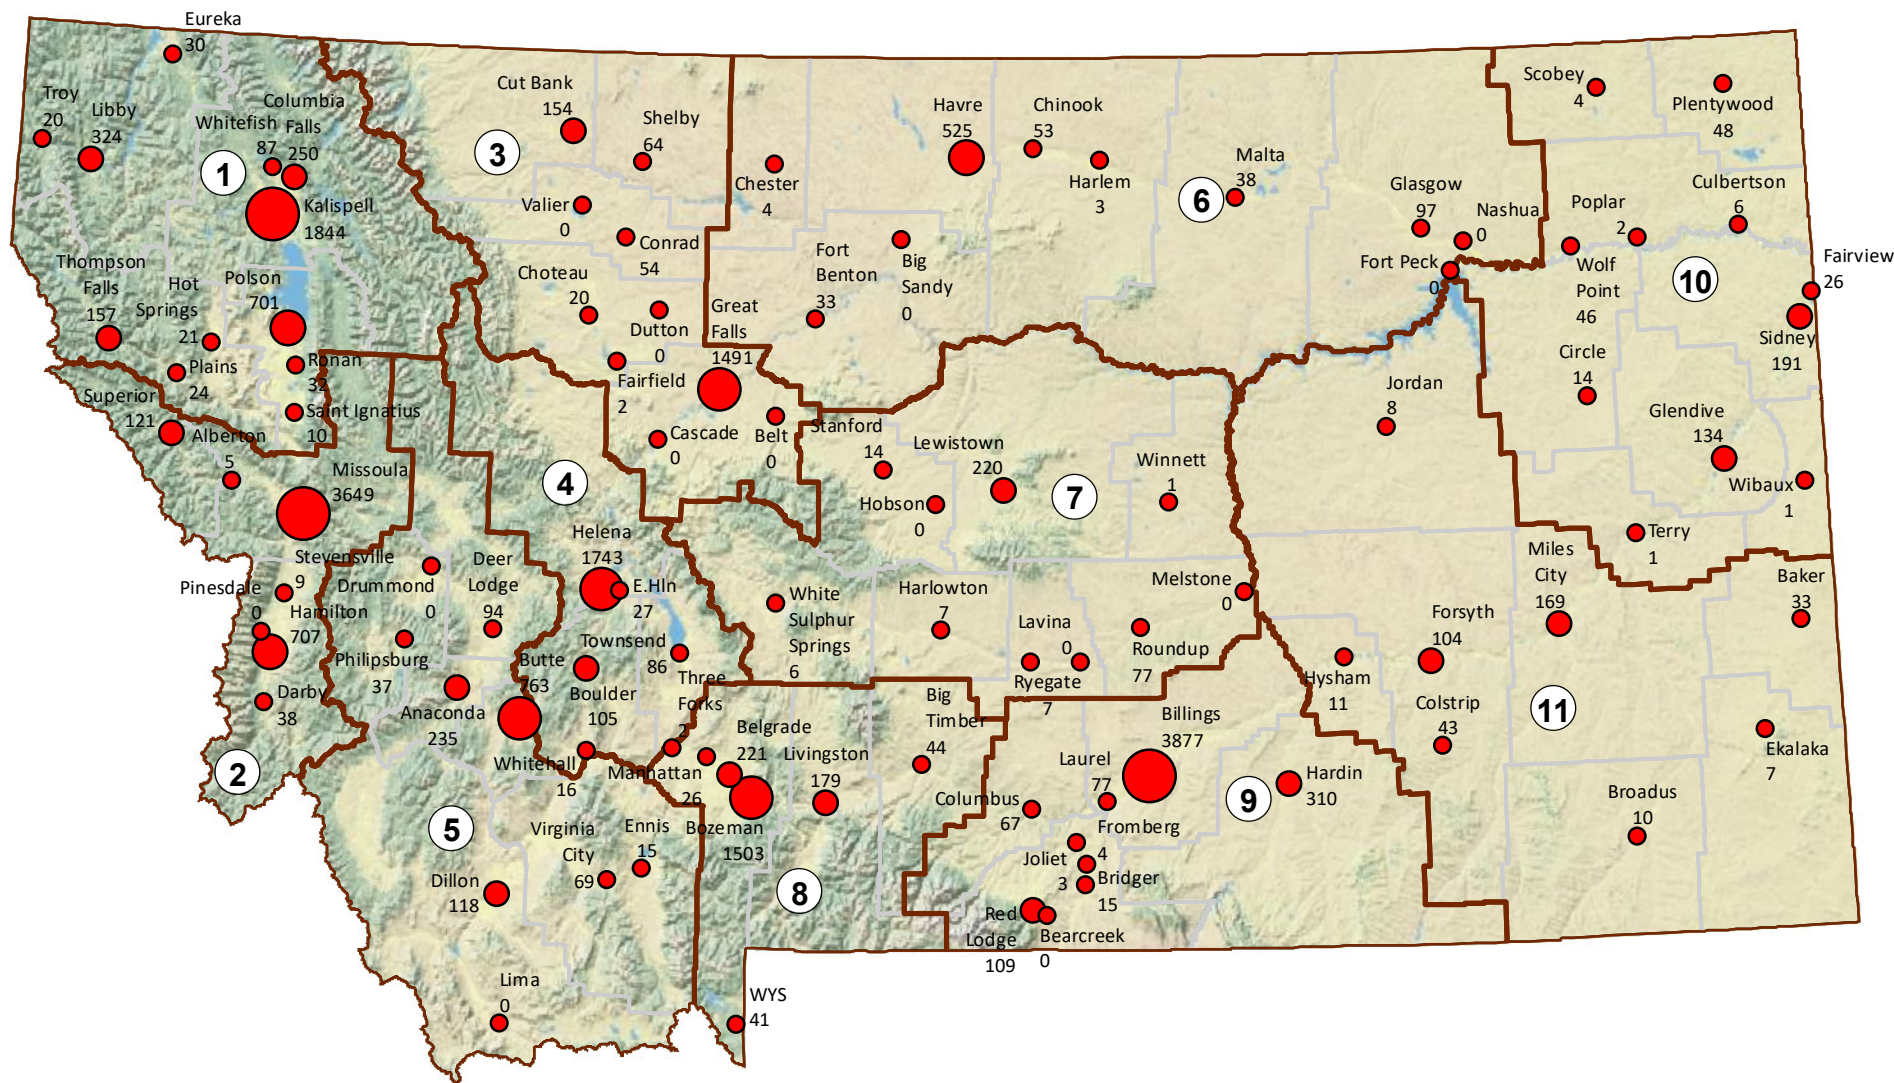 Eureka
30
Troy
20
Libby
324
Columbia
Falls
250
Whitefish
87
1
Kalispell
1844
Thompson
Falls
157
Hot
Springs
21
Polson
701
Plains
24
Ronan
32
Saint Ignatius
10
Superior
121
Alberton
5
Missoula
3649
Stevensville
9
Pinesdale
0
Hamilton
707
Darby
38
2
Cut Bank
154
Shelby
64
3
Valier
0
Conrad
54
Choteau
20
Dutton
0
Great
Falls
1491
Fairfield
2
Cascade
0
Belt
0
4
Helena
1743
E.Hln
27
Townsend
86
Boulder
105
Drummond
0
Deer
Lodge
94
Philipsburg
37
Anaconda
235
Butte
763
Whitehall
16
5
Virginia
City
69
Ennis
15
Dillon
118
Lima
0
Havre
525
Chinook
53
Chester
4
Harlem
3
Malta
38
6
Glasgow
97
Nashua
0
Fort Peck
0
Fort
Benton
33
Big
Sandy
0
Stanford
14
Lewistown
220
Hobson
0
7
Winnett
1
White
Sulphur
Springs
6
Harlowton
7
Melstone
0
Lavina
0
Ryegate
7
Roundup
77
Three
Forks
2
Manhattan
26
Belgrade
221
Bozeman
1503
Livingston
179
Big
Timber
44
8
WYS
41
Billings
3877
Laurel
77
Columbus
67
9
Hardin
310
Fromberg
4
Joliet
3
Bridger
15
Red
Lodge
109
Bearcreek
0
Scobey
4
Plentywood
48
Poplar
2
Culbertson
6
Wolf
Point
46
10
Fairview
26
Sidney
191
Circle
14
Jordan
8
Glendive
134
Wibaux
1
Terry
1
Miles
City
169
Baker
33
Forsyth
104
Hysham
11
Colstrip
43
11
Ekalaka
7
Broadus
10